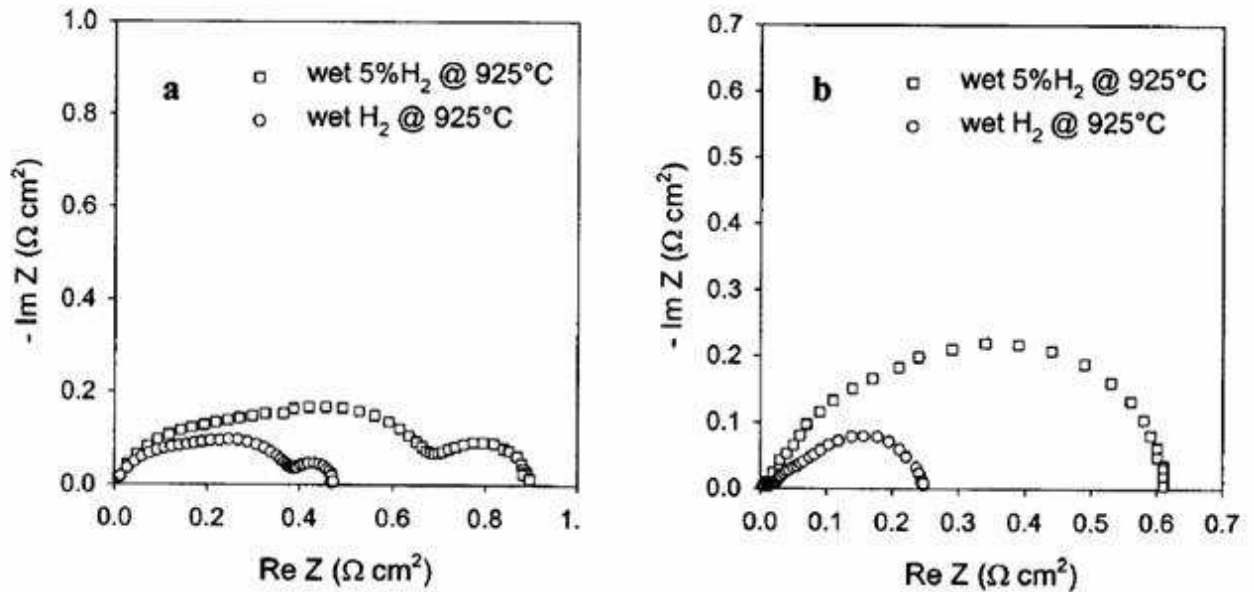 a
wet 5%H₂ @ 925°C
wet H₂ @ 925°C
- Im Z (Ω cm²)
1.0
0.8
0.6
0.4
0.2
0.0
0.0 0.2 0.4 0.6 0.8 1.
Re Z (Ω cm²)
b
wet 5%H₂ @ 925°C
wet H₂ @ 925°C
- Im Z (Ω cm²)
0.7
0.6
0.5
0.4
0.3
0.2
0.1
0.0
0.0 0.1 0.2 0.3 0.4 0.5 0.6 0.7
Re Z (Ω cm²)